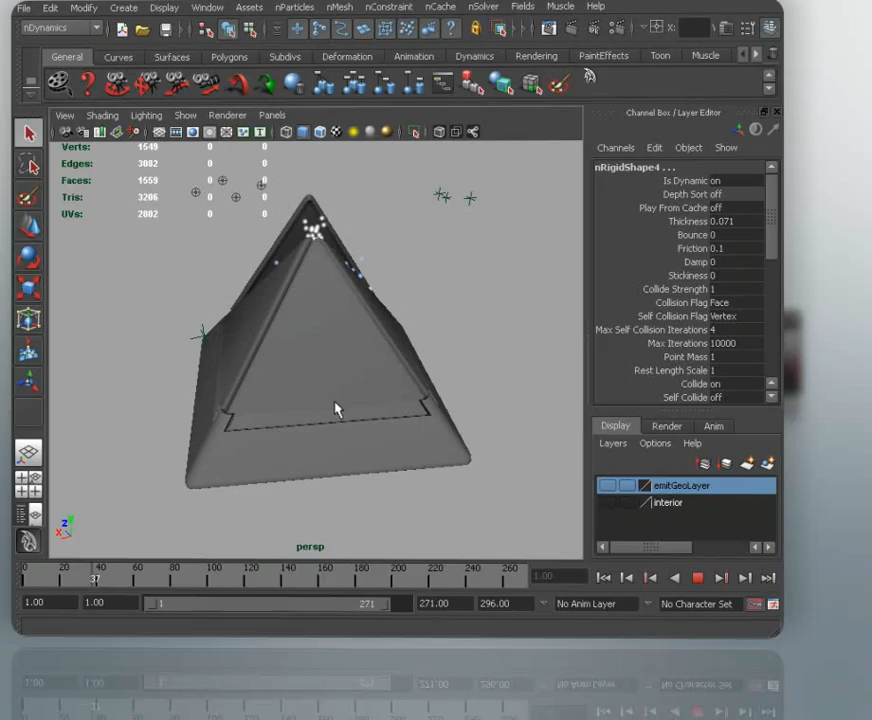 File Edit Modify Create Display Window Assets nParticles nMesh nConstraint nCache nSolver Fields Muscle Help
nDynamics X:
General Curves Surfaces Polygons Subdivs Deformation Animation Dynamics Rendering PaintEffects Toon Muscle
View Shading Lighting Show Renderer Panels
Channel Box / Layer Editor
Channels Edit Object Show
Verts: 1549 0 0
Edges: 3082 0 0
Faces: 1559 0 0
Tris: 3206 0 0
UVs: 2082 0 0
nRigidShape4 ...
Is Dynamic on
Depth Sort off
Play From Cache off
Thickness 0.071
Bounce 0
Friction 0.1
Damp 0
Stickiness 0
Collide Strength 1
Collision Flag Face
Self Collision Flag Vertex
Max Self Collision Iterations 4
Max Iterations 10000
Point Mass 1
Rest Length Scale 1
Collide on
Self Collide off
Display Render Anim
Layers Options Help
emitGeoLayer
interior
z Y
X
persp
0 20 40 60 80 100 120 140 160 180 200 220 240 260
37
1.00
1.00 1.00 1 271 271.00 296.00 No Anim Layer No Character Set